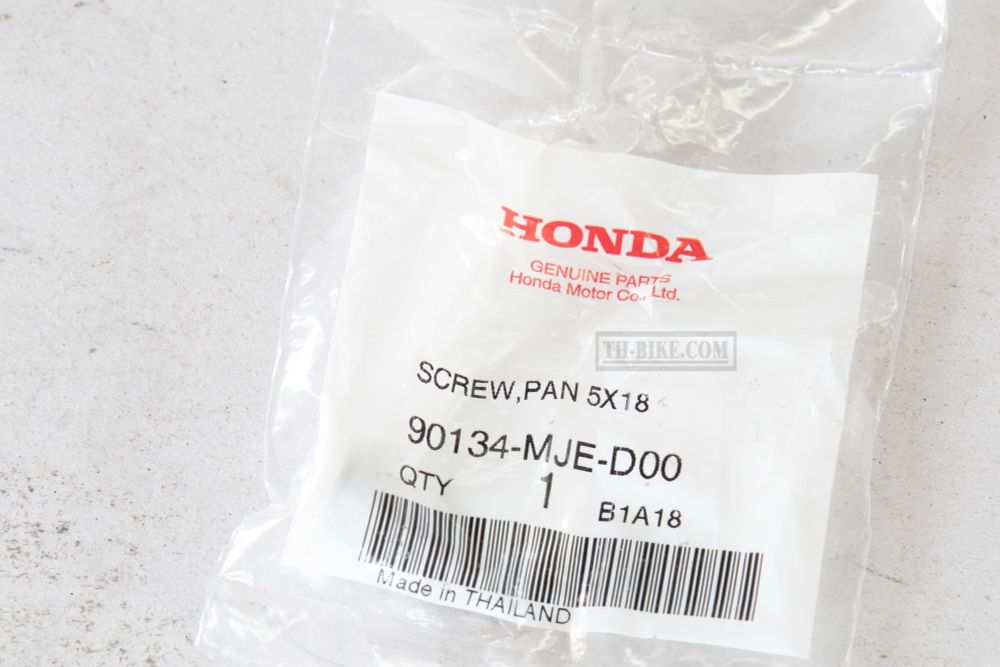 HONDA
GENUINE PARTS
Honda Motor Co., Ltd.
TH-BIKE.COM
SCREW,PAN 5X18
90134-MJE-D00
QTY 1 B1A18
Made in THAILAND